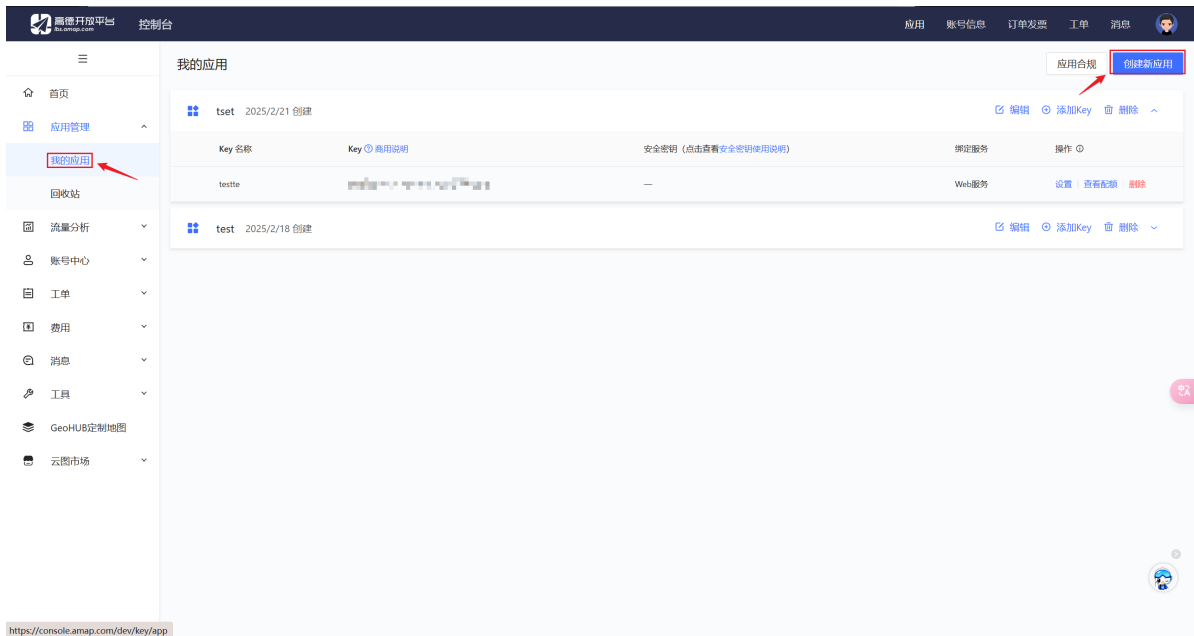 高德开放平台 控制台 应用 账号信息 订单发票 工单 消息
lbs.amap.com
我的应用 应用合规 创建新应用
首页
应用管理
我的应用
回收站
流量分析
账号中心
工单
费用
消息
工具
GeoHUB定制地图
云图市场
tset 2025/2/21 创建 编辑 添加Key 删除
Key 名称 Key 商用说明 安全密钥（点击查看安全密钥使用说明) 绑定服务 操作
testte — Web服务 设置 查看配额 删除
test 2025/2/18 创建 编辑 添加Key 删除
https://console.amap.com/dev/key/app